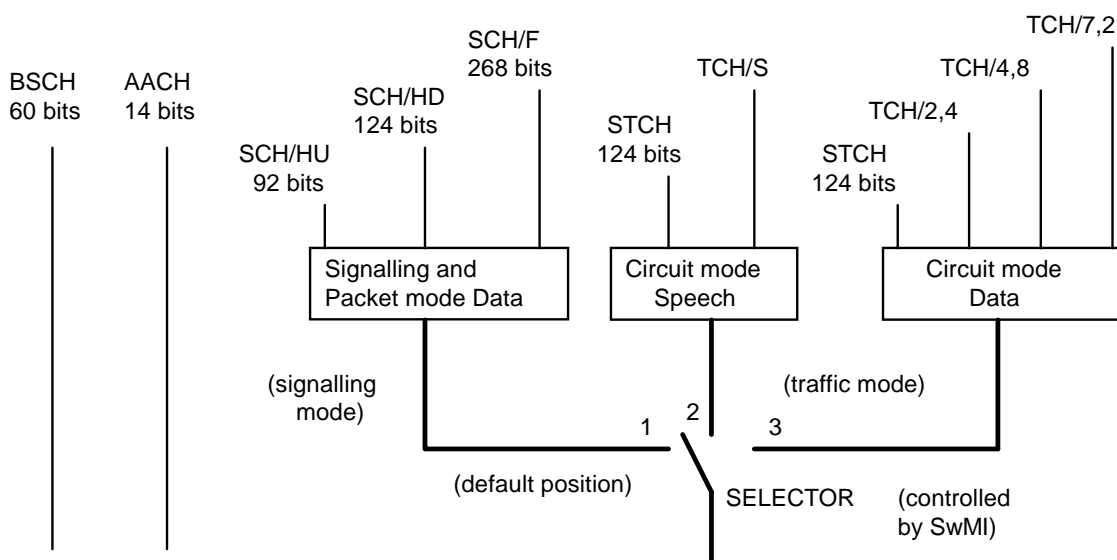 TCH/7,2
SCH/F
268 bits
TCH/S
TCH/4,8
BSCH
60 bits
AACH
14 bits
SCH/HD
124 bits
TCH/2,4
STCH
124 bits
STCH
124 bits
SCH/HU
92 bits
Signalling and
Packet mode Data
Circuit mode
Speech
Circuit mode
Data
(signalling
mode)
(traffic mode)
1
2
3
(default position)
SELECTOR
(controlled
by SwMI)